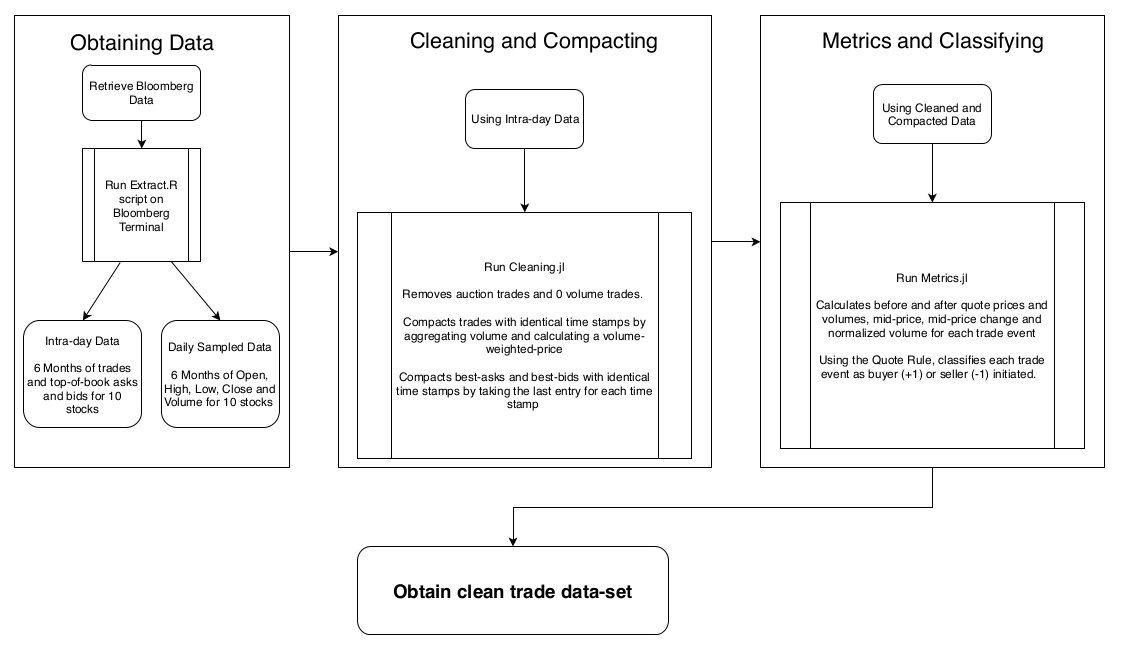 Obtaining Data
Retrieve Bloomberg
Data
Run Extract.R
script on
Bloomberg
Terminal
Intra-day Data
6 Months of trades
and top-of-book asks
and bids for 10
stocks
Daily Sampled Data
6 Months of Open,
High, Low, Close and
Volume for 10 stocks
Cleaning and Compacting
Using Intra-day Data
Run Cleaning.jl
Removes auction trades and 0 volume trades.
Compacts trades with identical time stamps by
aggregating volume and calculating a volume-
weighted-price
Compacts best-asks and best-bids with identical
time stamps by taking the last entry for each time
stamp
Metrics and Classifying
Using Cleaned and
Compacted Data
Run Metrics.jl
Calculates before and after quote prices and
volumes, mid-price, mid-price change and
normalized volume for each trade event
Using the Quote Rule, classifies each trade
event as buyer (+1) or seller (-1) initiated.
Obtain clean trade data-set